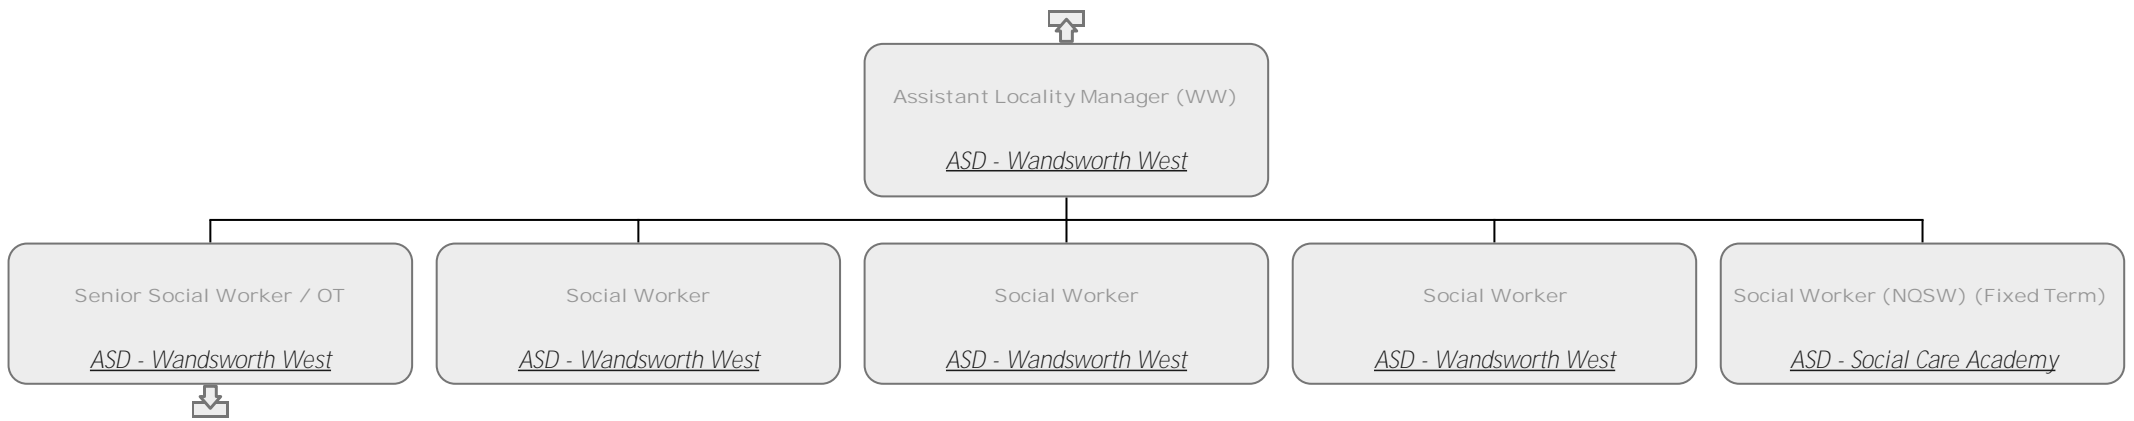 Assistant Locality Manager (WW)
ASD - Wandsworth West
Senior Social Worker / OT
ASD - Wandsworth West
Social Worker
ASD - Wandsworth West
Social Worker
ASD - Wandsworth West
Social Worker
ASD - Wandsworth West
Social Worker (NQSW) (Fixed Term)
ASD - Social Care Academy